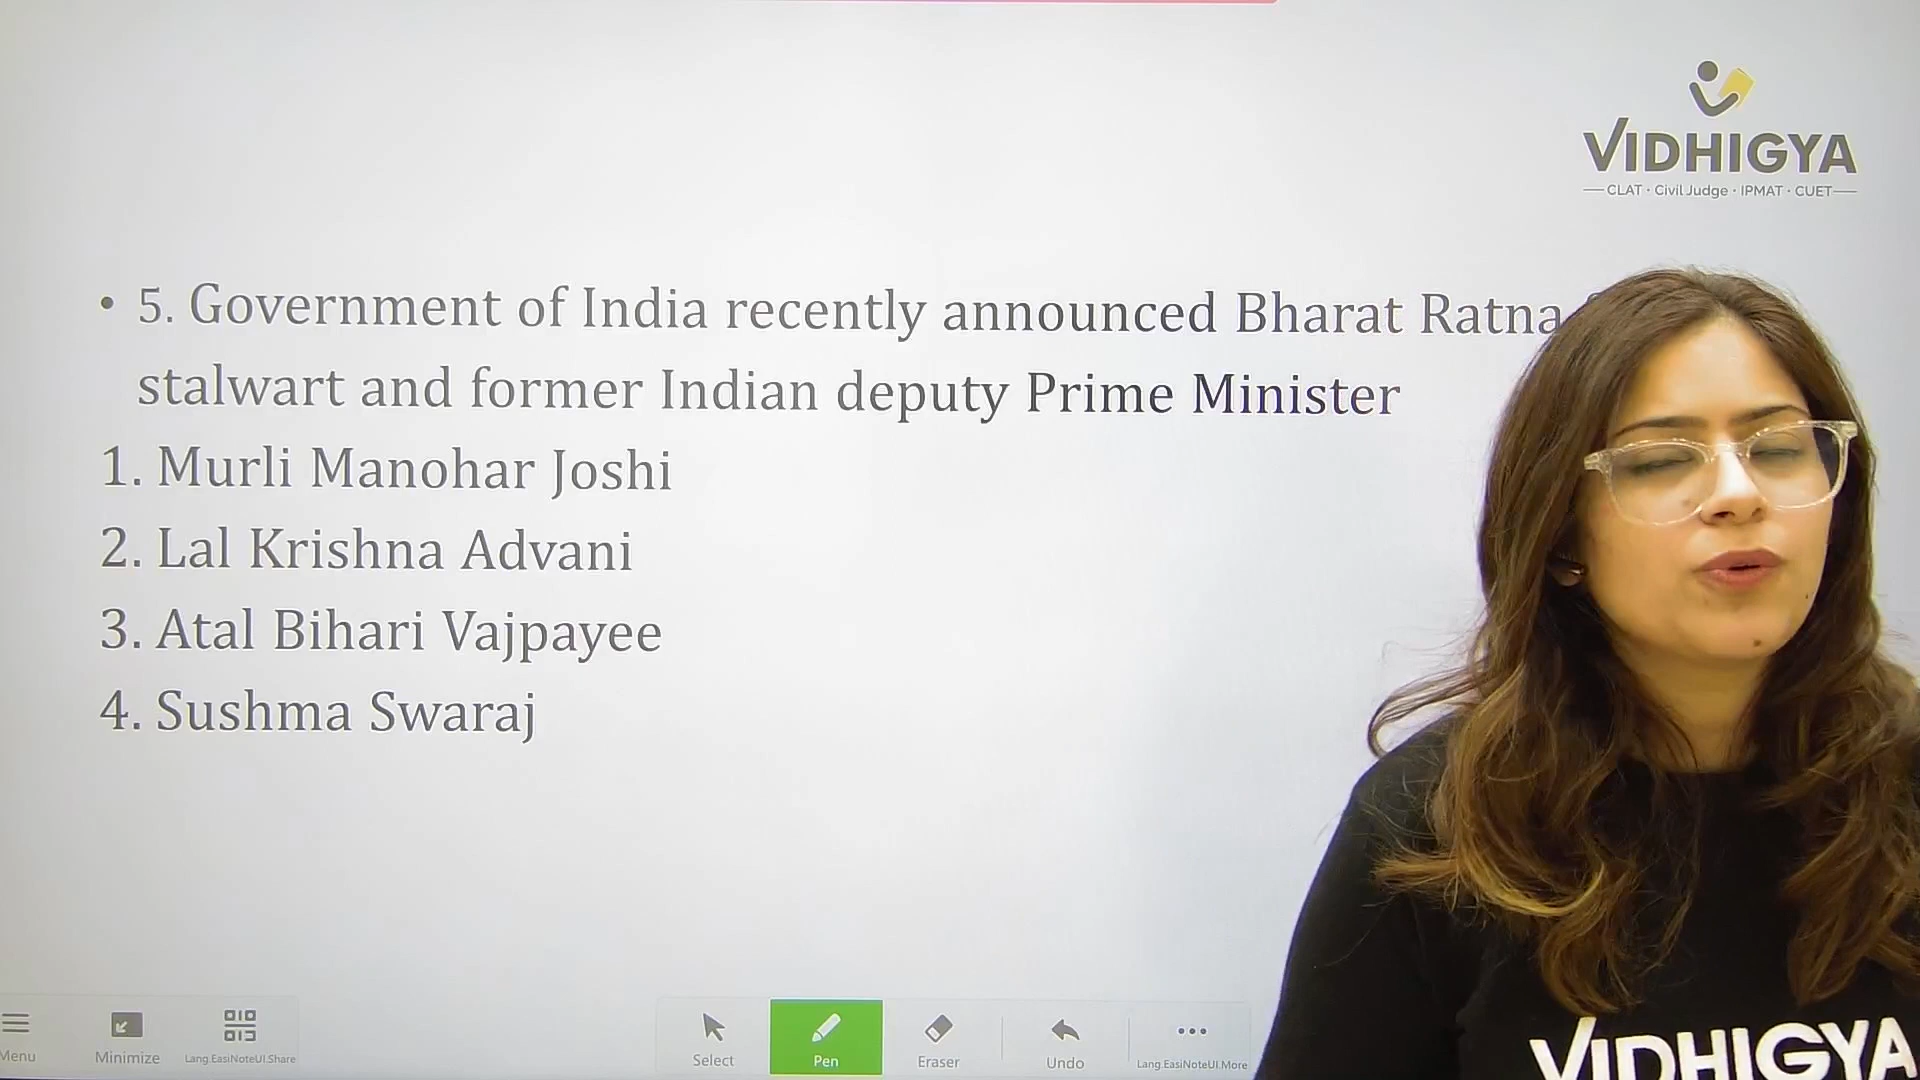 VIDHIGYA
CLAT · Civil Judge · IPMAT · CUET
• 5. Government of India recently announced Bharat Ratna
stalwart and former Indian deputy Prime Minister
1. Murli Manohar Joshi
2. Lal Krishna Advani
3. Atal Bihari Vajpayee
4. Sushma Swaraj
Menu Minimize Lang.EasiNoteUI.Share Select Pen Eraser Undo Lang.EasiNoteUI.More
VIDHIGYA